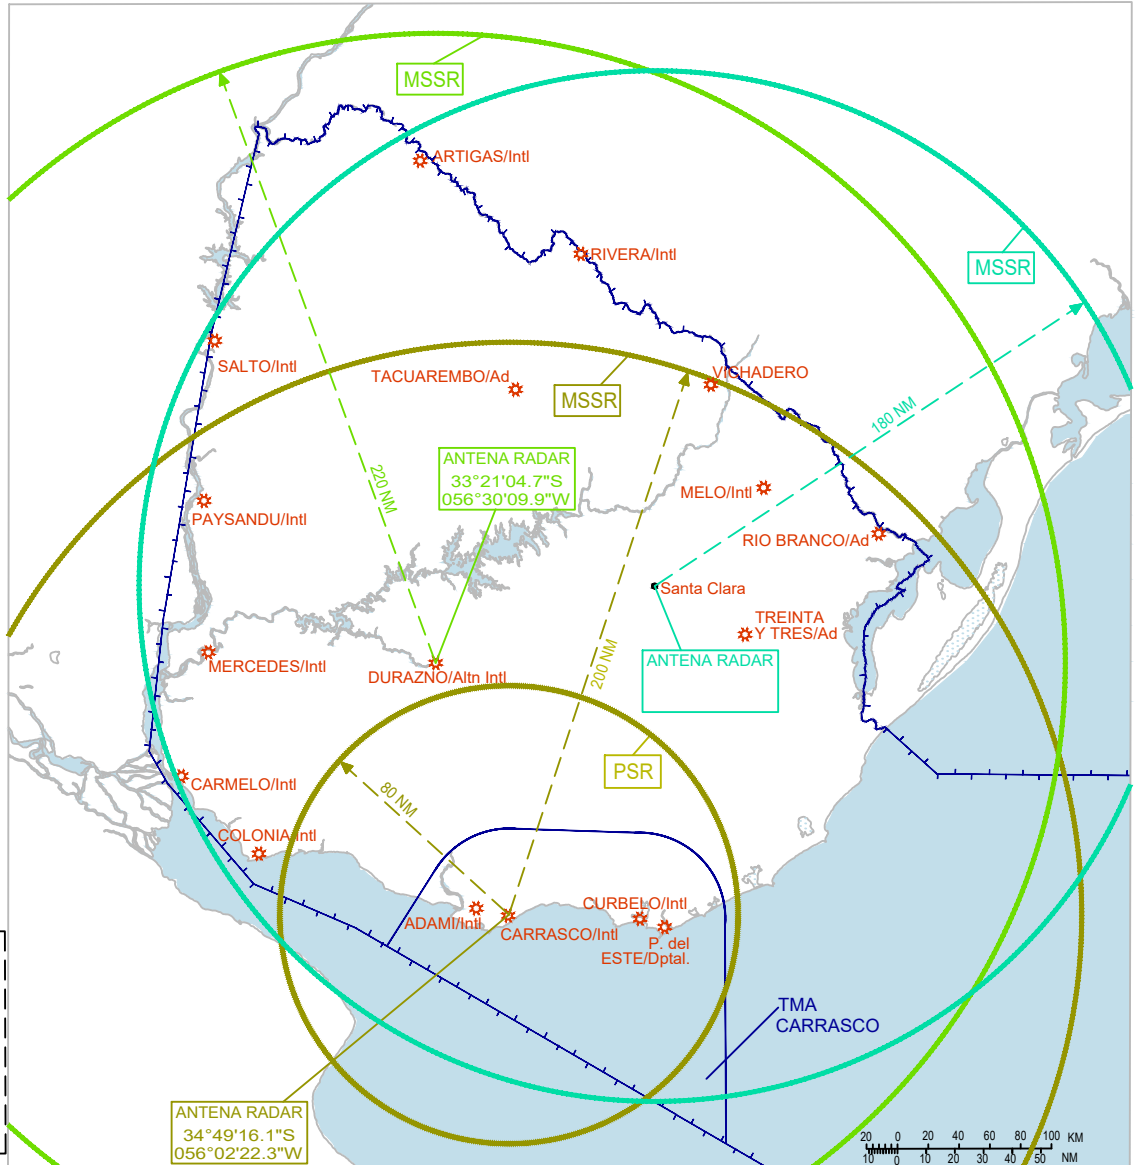 MSSR
ARTIGAS/Intl
RIVERA/Intl
MSSR
SALTO/Intl
TACUAREMBO/Ad
VICHADERO
MSSR
180 NM
ANTENA RADAR
33°21'04.7"S
056°30'09.9"W
220 NM
MELO/Intl
PAYSANDU/Intl
RIO BRANCO/Ad
Santa Clara
TREINTA
Y TRES/Ad
MERCEDES/Intl
DURAZNO/Altn Intl
200 NM
ANTENA RADAR
PSR
CARMELO/Intl
80 NM
COLONIA/Intl
ADAMI/Intl
CARRASCO/Intl
CURBELO/Intl
P. del
ESTE/Dptal.
TMA
CARRASCO
ANTENA RADAR
34°49'16.1"S
056°02'22.3"W
20 0 20 40 60 80 100 KM
10 0 10 20 30 40 50 NM